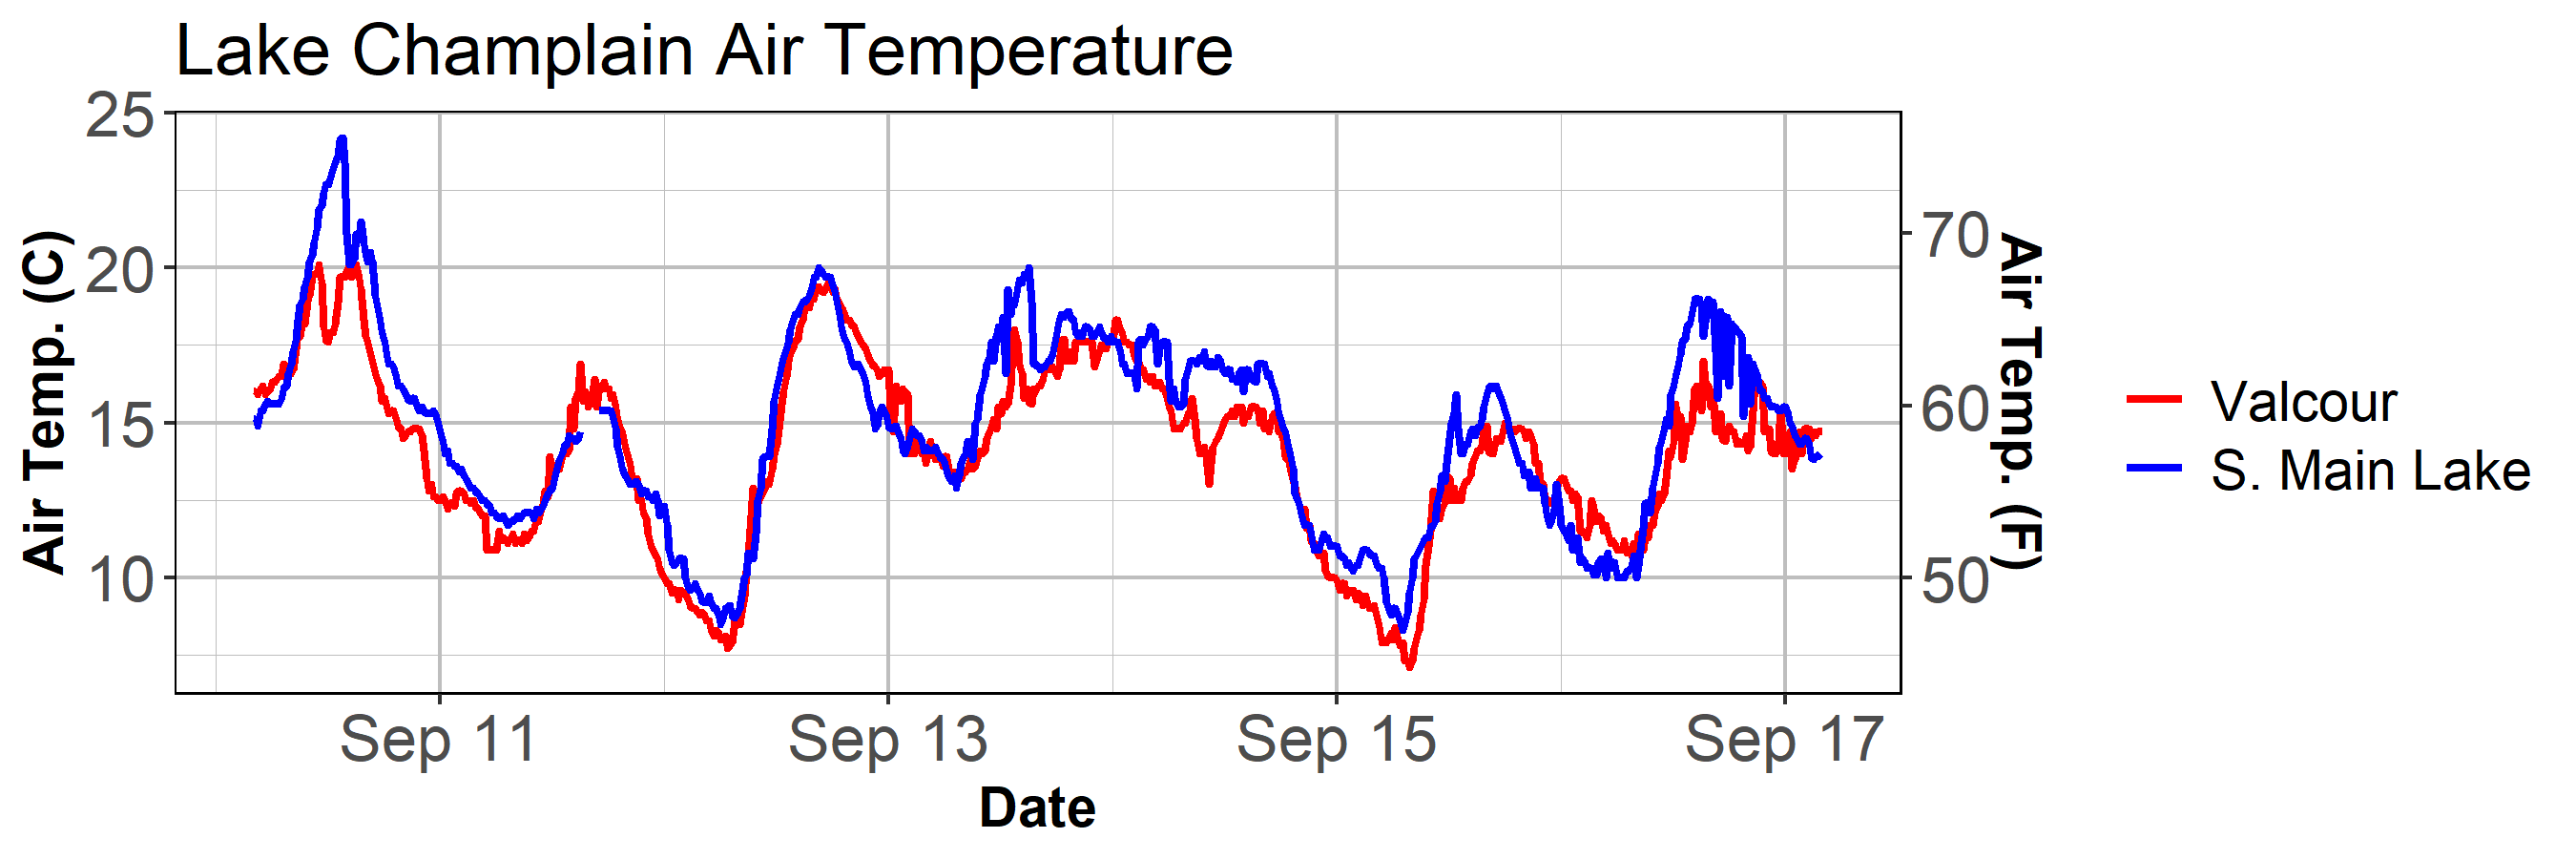 Lake Champlain Air Temperature
25
20
15
10
Air Temp. (C)
70
60
50
Air Temp. (F)
Sep 11
Sep 13
Sep 15
Sep 17
Date
Valcour
S. Main Lake